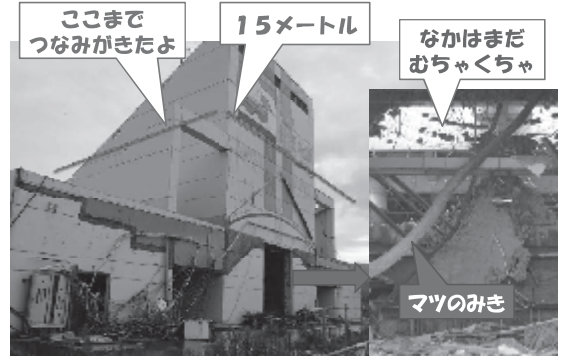 ここまで
つなみがきたよ
15メートル
なかはまだ
むちゃくちゃ
マツのみき